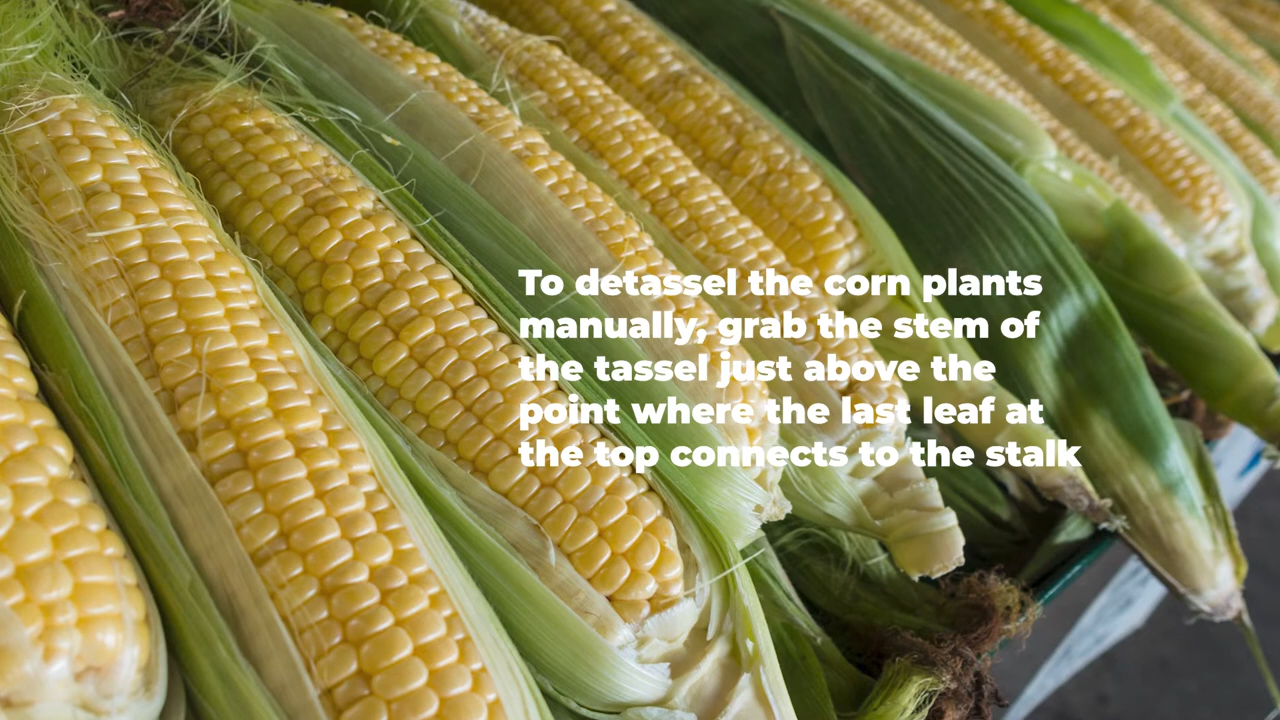 To detassel the corn plants
manually, grab the stem of
the tassel just above the
point where the last leaf at
the top connects to the stalk